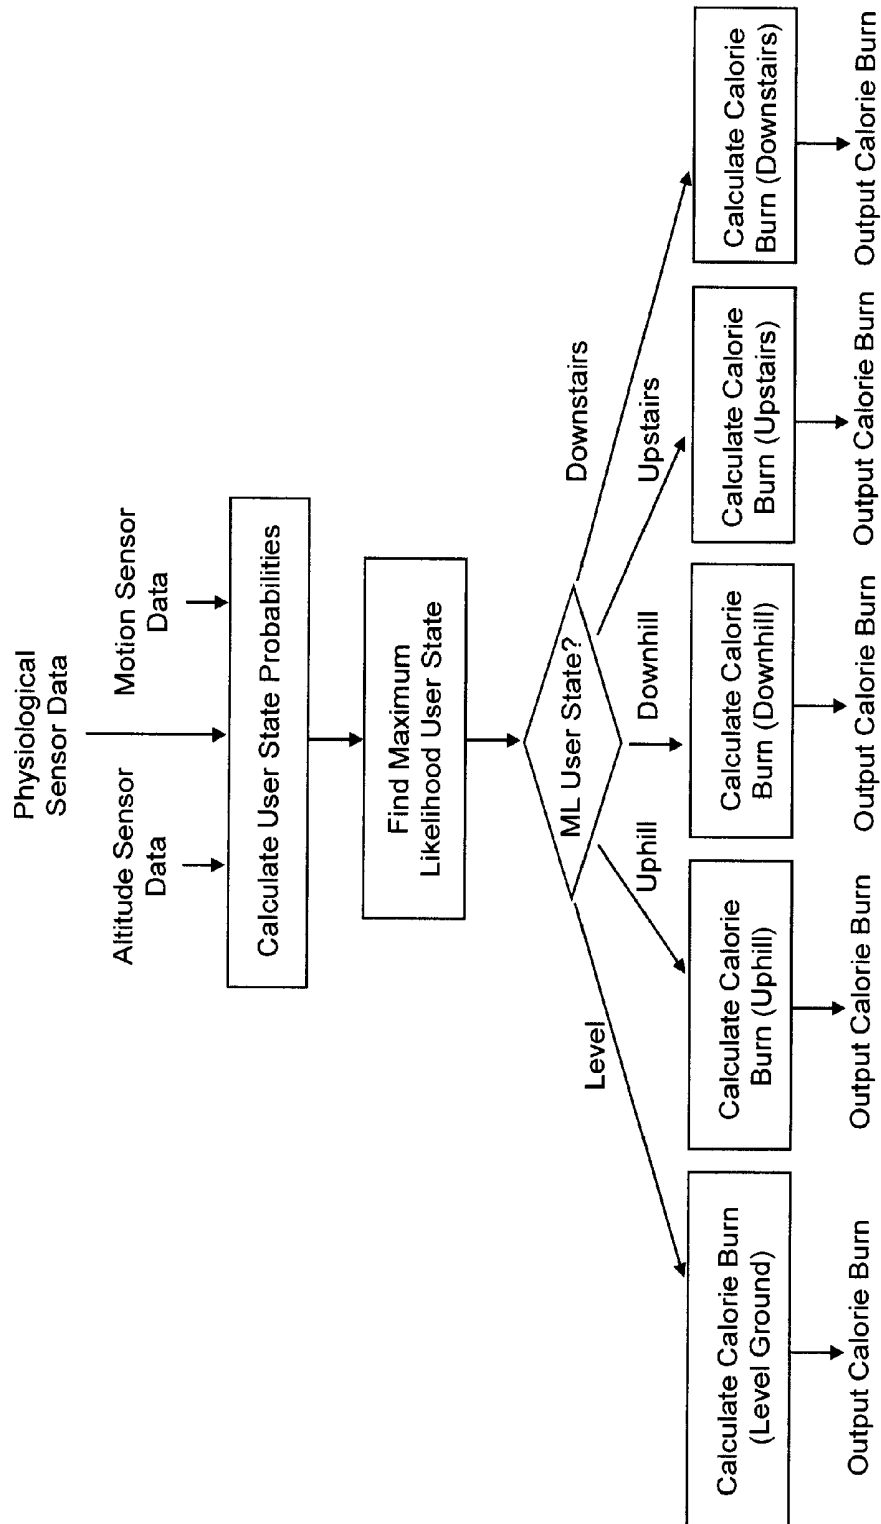 Physiological
Sensor Data
Altitude Sensor
Data
Motion Sensor
Data
Calculate User State Probabilities
Find Maximum
Likelihood User State
ML User State?
Level
Uphill
Downhill
Upstairs
Downstairs
Calculate Calorie Burn
(Level Ground)
Calculate Calorie
Burn (Uphill)
Calculate Calorie
Burn (Downhill)
Calculate Calorie
Burn (Upstairs)
Calculate Calorie
Burn (Downstairs)
Output Calorie Burn
Output Calorie Burn
Output Calorie Burn
Output Calorie Burn
Output Calorie Burn